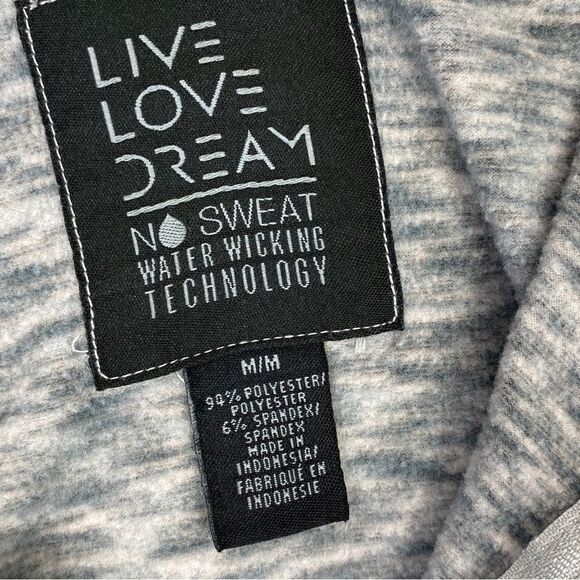 LIVE
LOVE
DREAM
NO SWEAT
WATER WICKING
TECHNOLOGY
M/M
94% POLYESTER/
POLYESTER
6% SPANDEX/
SPANDEX
MADE IN
INDONESIA/
FABRIQUÉ EN
INDONESIE